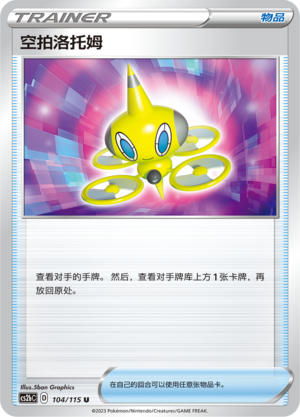 TRAINER
物品
空拍洛托姆
查看对手的手牌。然后，查看对手牌库上方1张卡牌，再
放回原处。
Illus.5ban Graphics
cs2bC D 104/115 U
在自己的回合可以使用任意张物品卡。
©2023 Pokémon/Nintendo/Creatures/GAME FREAK.